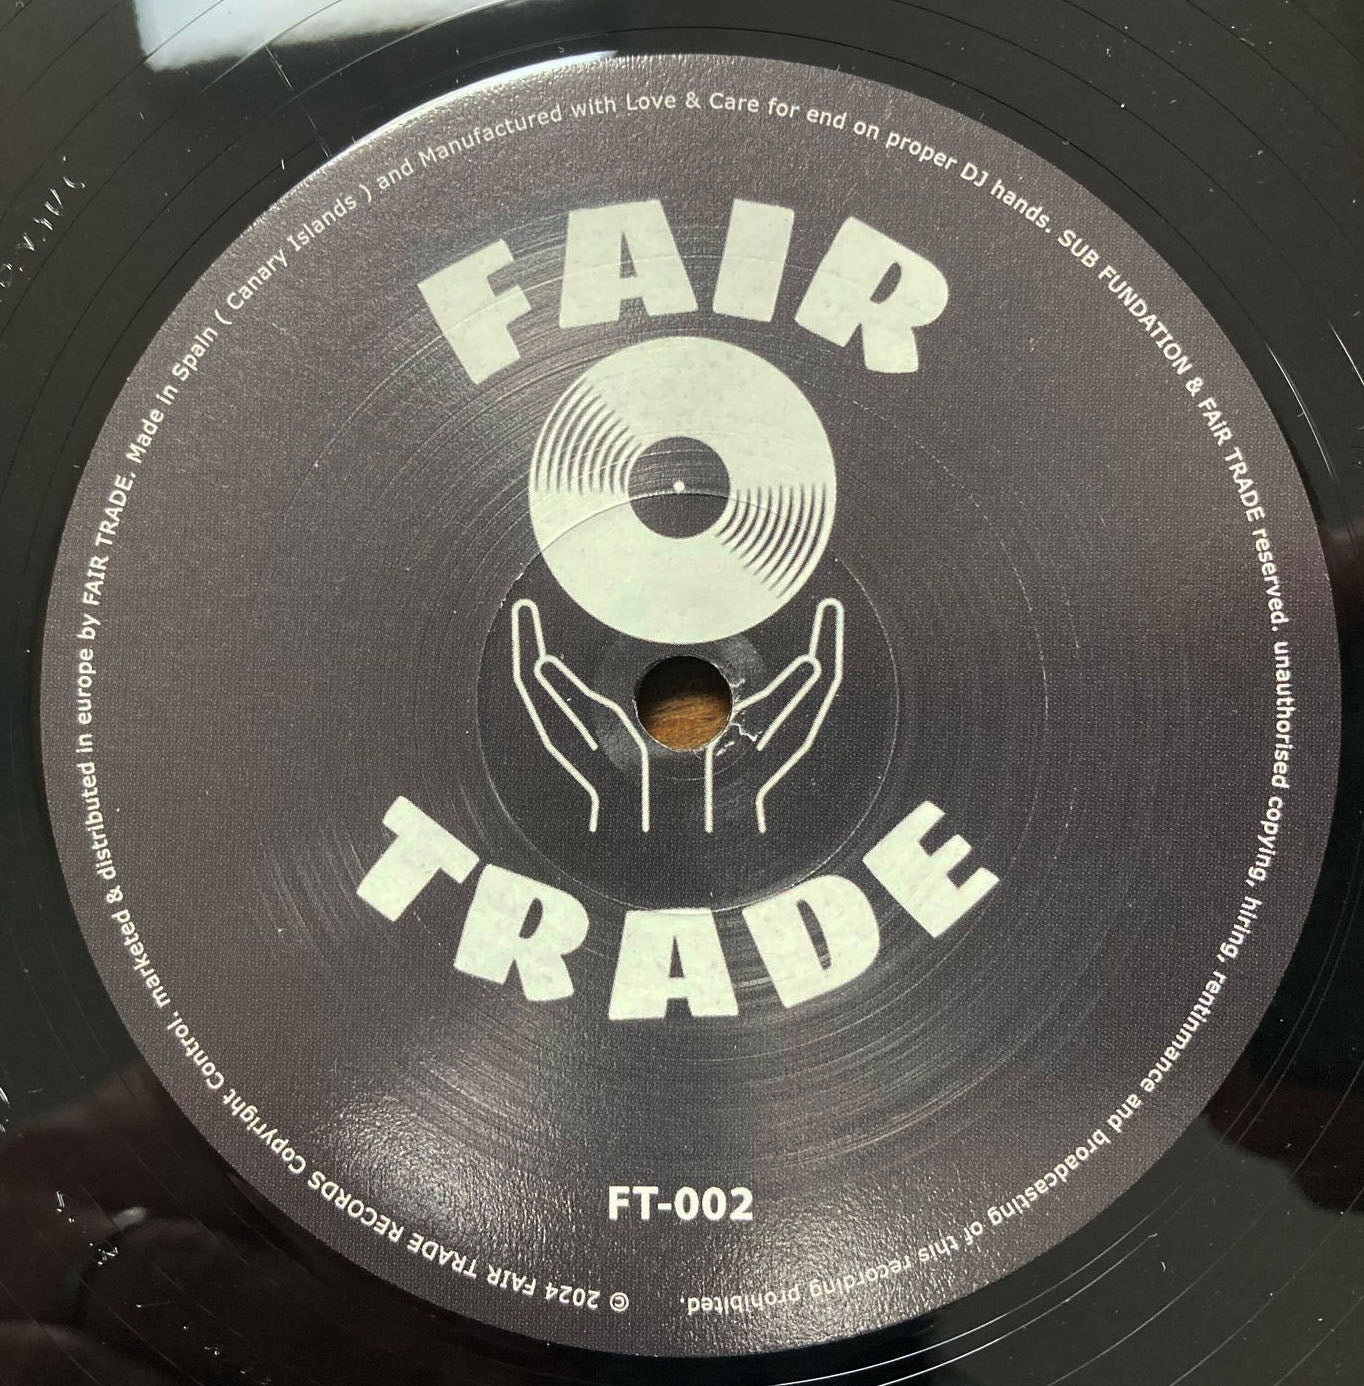 FAIR
TRADE
FT-002
© 2024 FAIR TRADE RECORDS Copyright Control. marketed & distributed in europe by FAIR TRADE. Made in Spain ( Canary Islands ) and Manufactured with Love & Care for end on proper DJ hands. SUB FUNDATION & FAiR TRADE reserved. unauthorised copying, hiring, rentinmance and broadcasting of this recording prohibited.